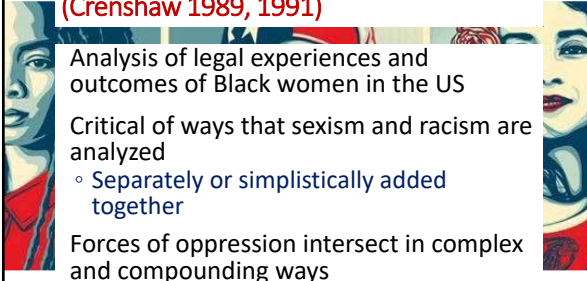 (Crenshaw 1989, 1991)
Analysis of legal experiences and
outcomes of Black women in the US
Critical of ways that sexism and racism are
analyzed
◦ Separately or simplistically added
together
Forces of oppression intersect in complex
and compounding ways